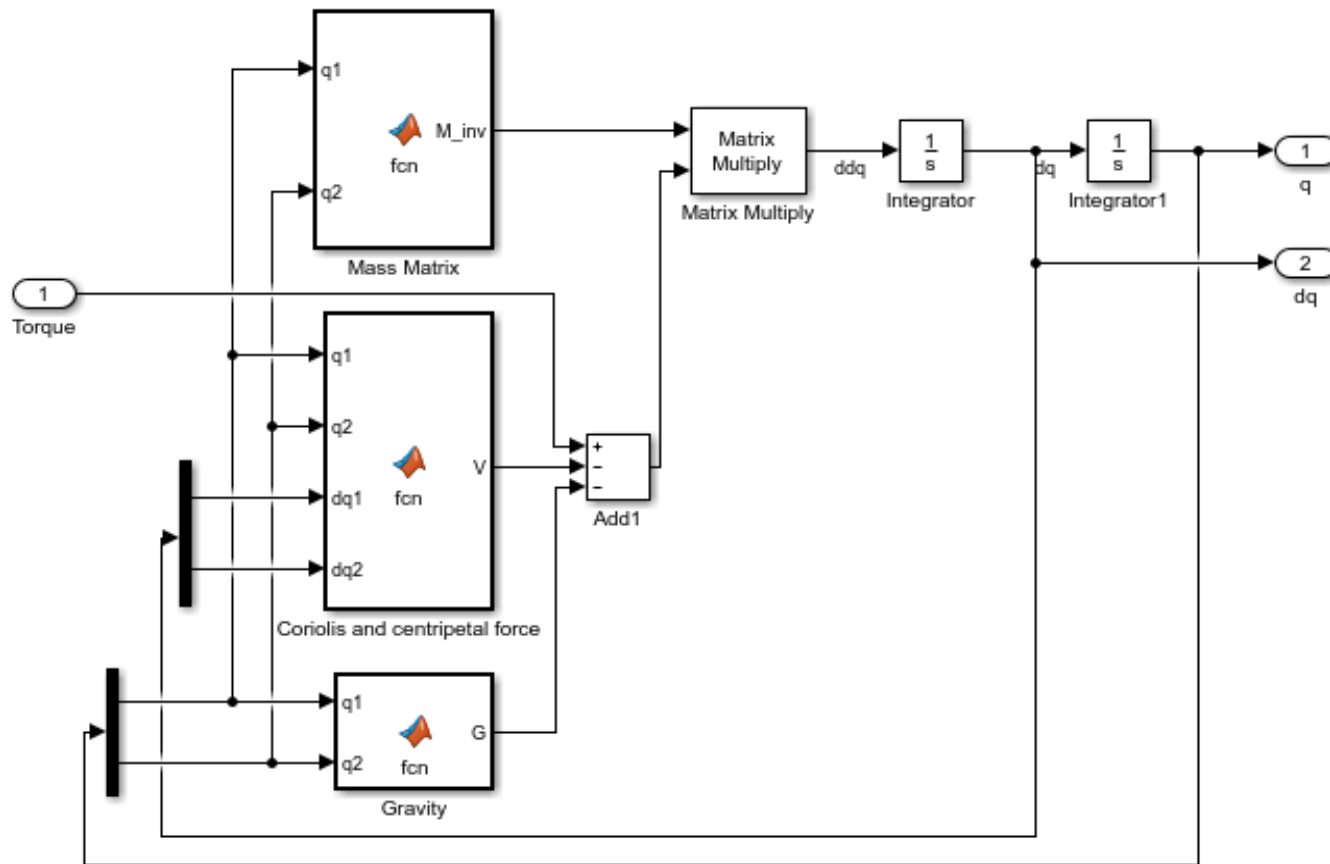 q1
M_inv
fcn
q2
Mass Matrix
Matrix
Multiply
Matrix Multiply
ddq
1
s
Integrator
dq
1
s
Integrator1
1
q
2
dq
1
Torque
q1
q2
V
fcn
dq1
dq2
Coriolis and centripetal force
+
−
−
Add1
q1
G
fcn
q2
Gravity